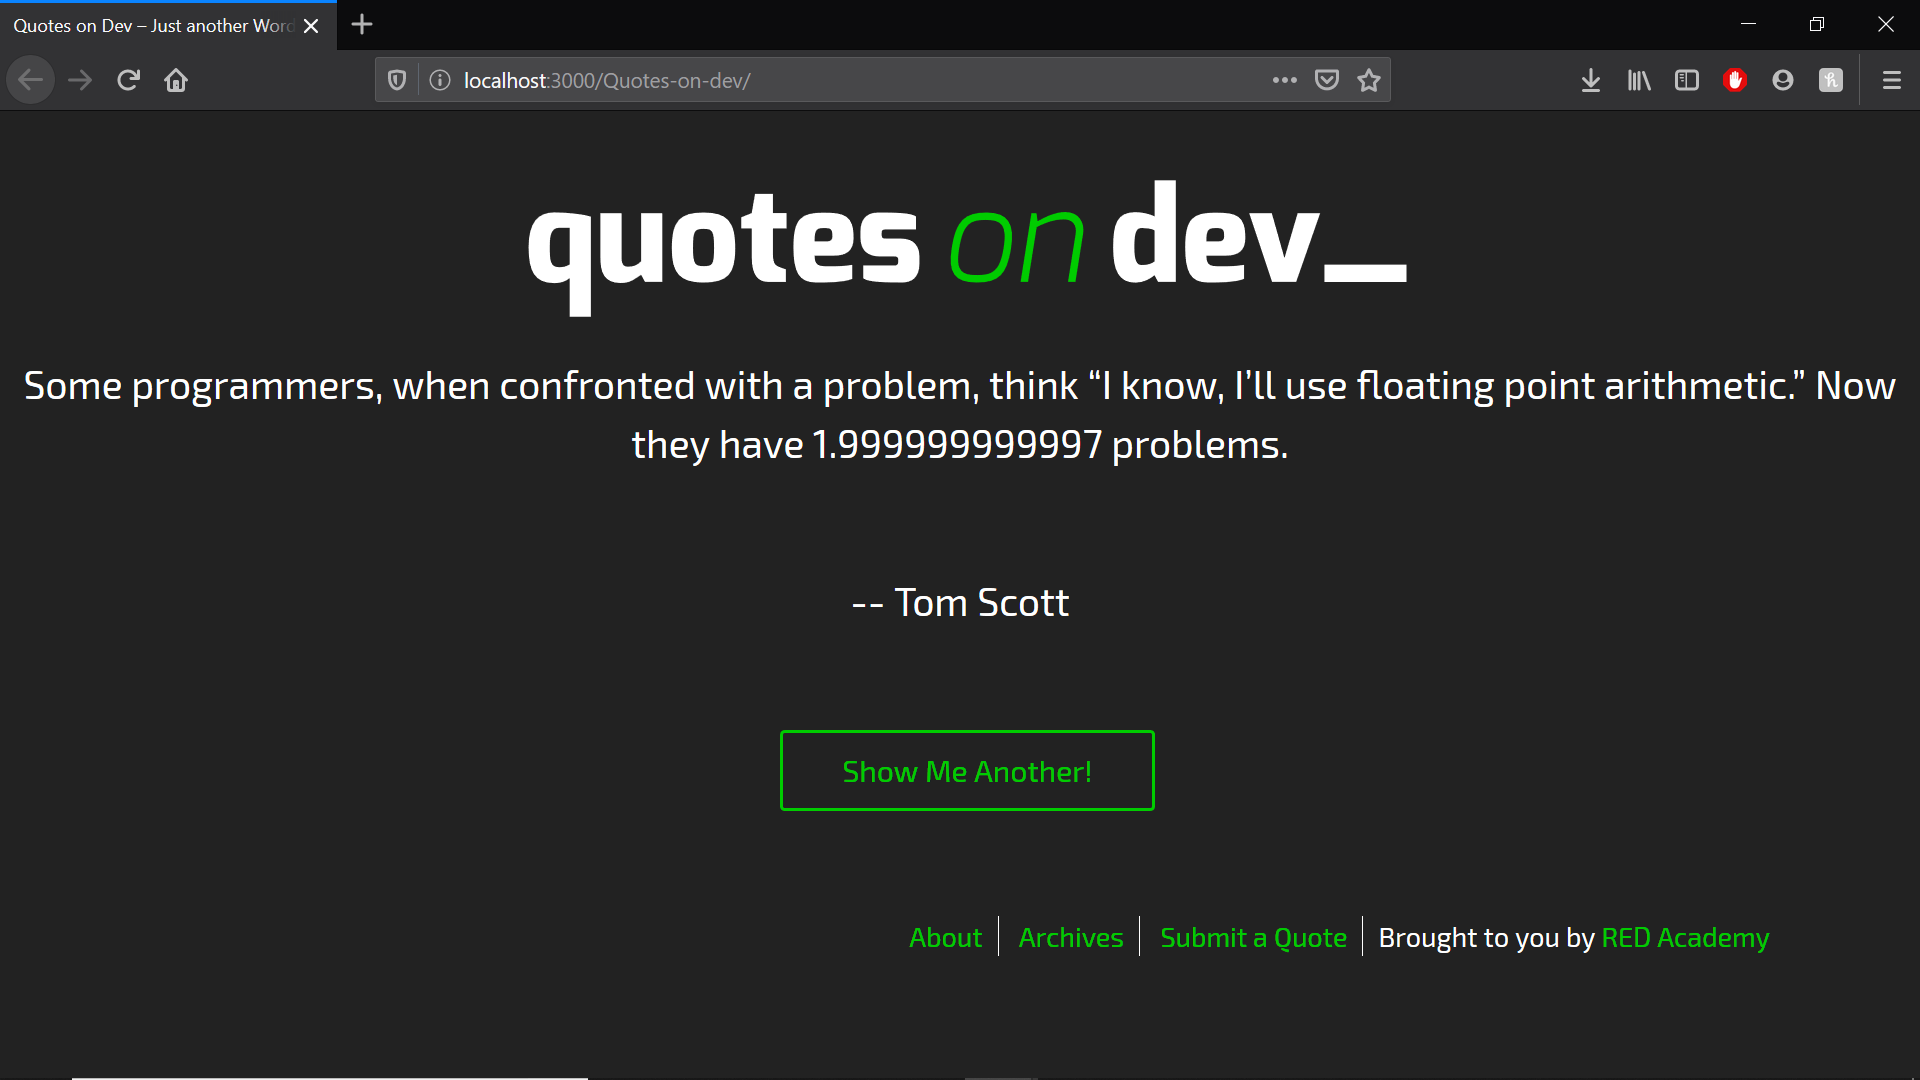 Quotes on Dev – Just another Word
localhost:3000/Quotes-on-dev/
quotes on dev_
Some programmers, when confronted with a problem, think “I know, I’ll use floating point arithmetic.” Now
they have 1.999999999997 problems.
-- Tom Scott
Show Me Another!
About Archives Submit a Quote Brought to you by RED Academy